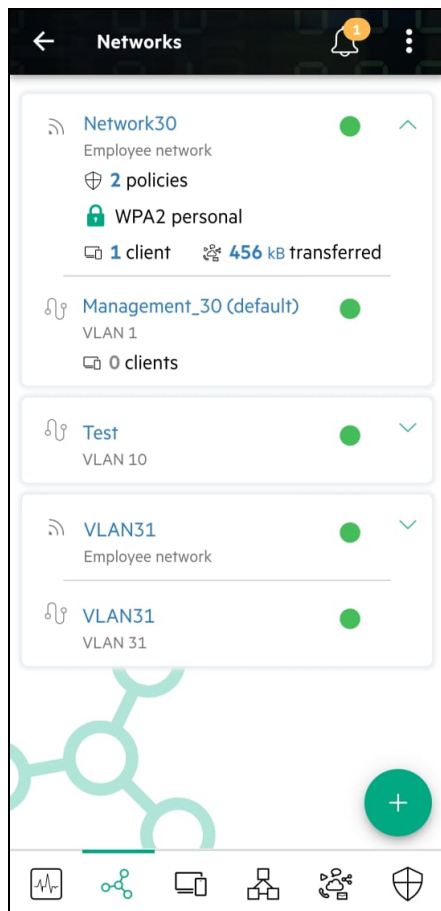 Networks
1
Network30
Employee network
2 policies
WPA2 personal
1 client 456 kB transferred
Management_30 (default)
VLAN 1
0 clients
Test
VLAN 10
VLAN31
Employee network
VLAN31
VLAN 31